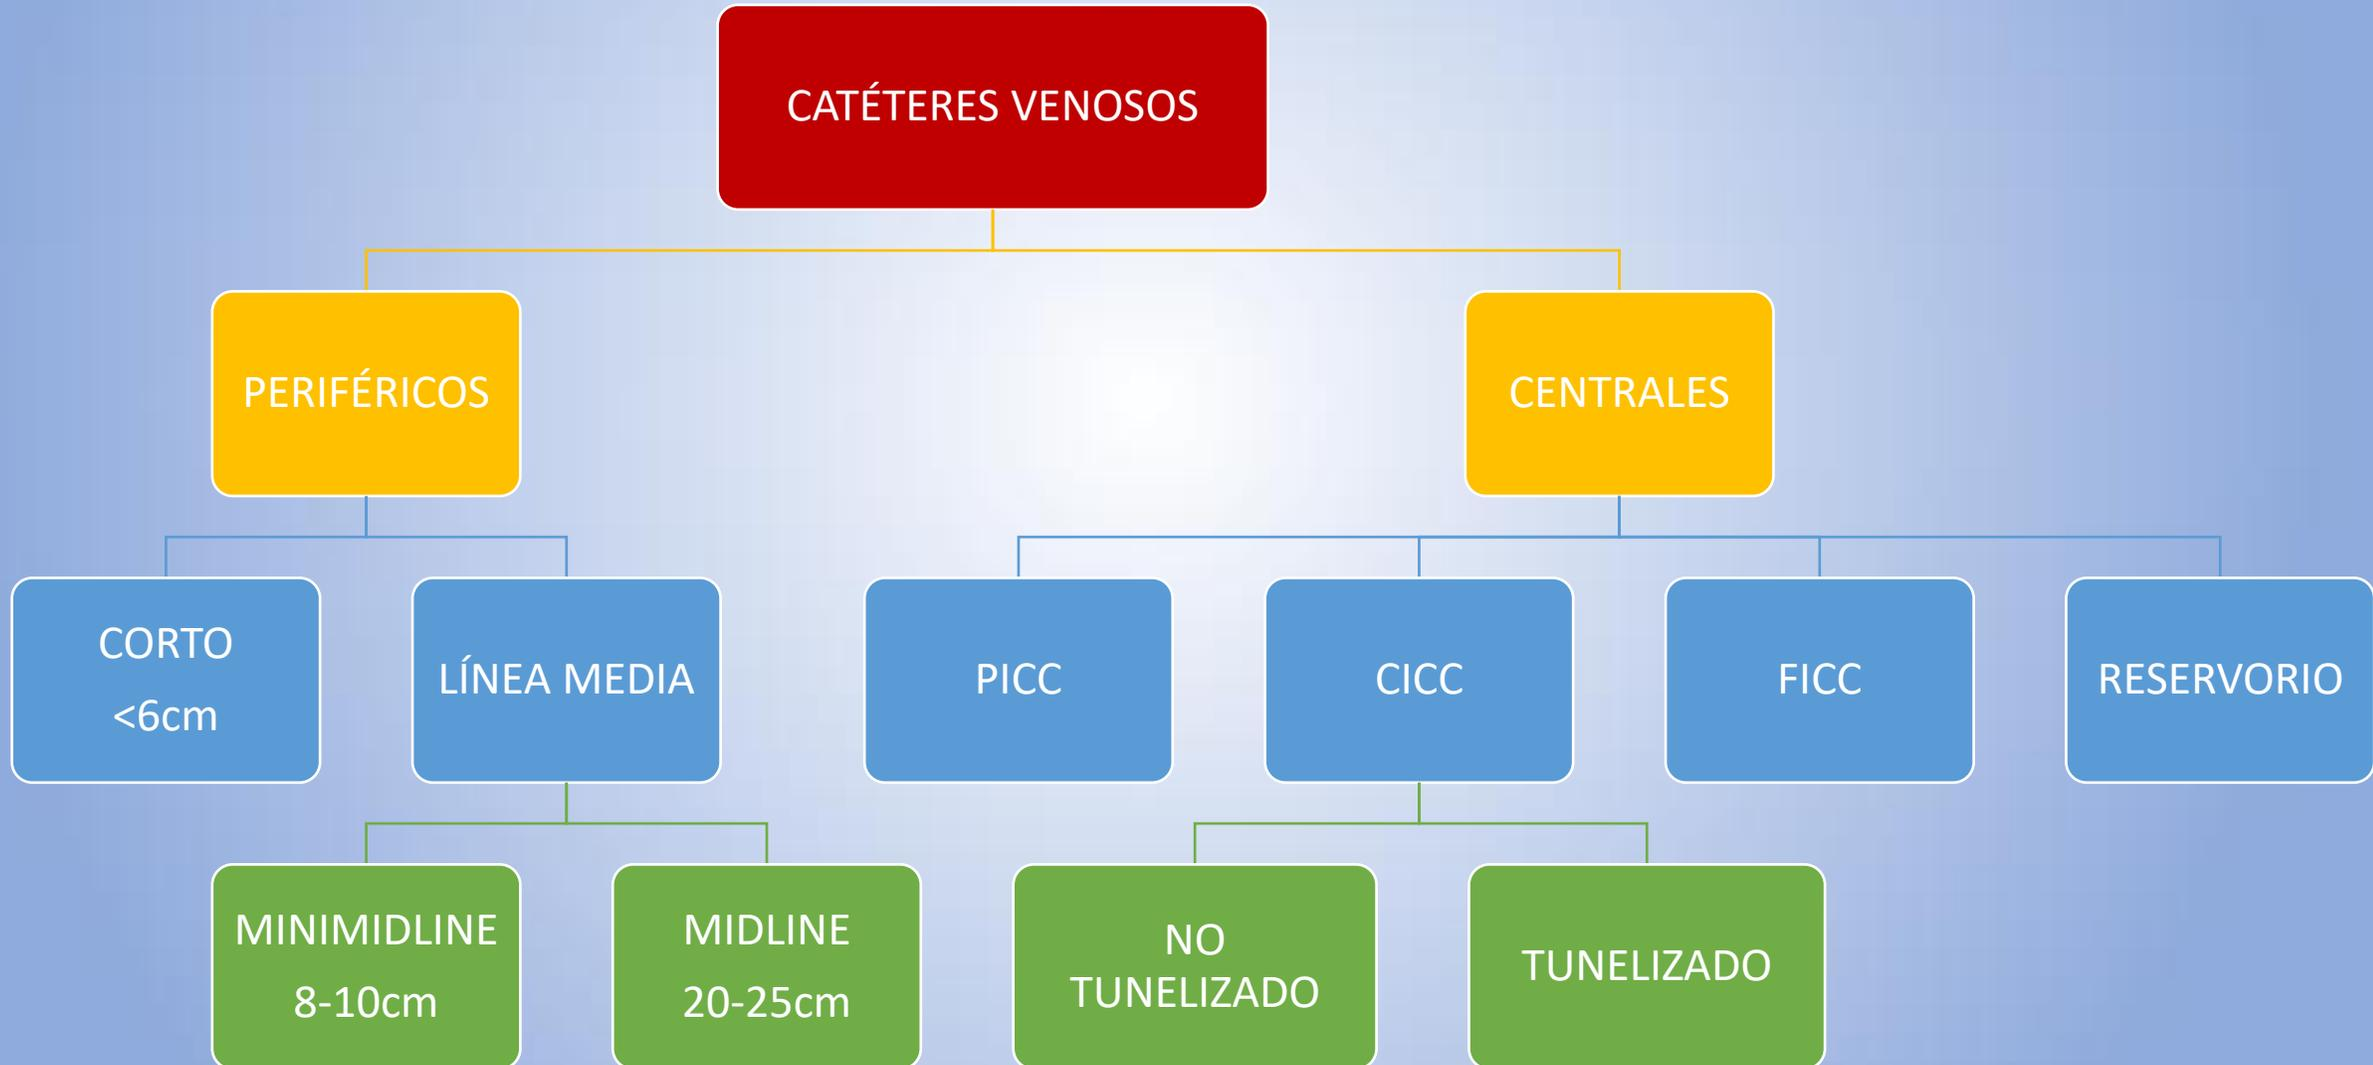 CATÉTERES VENOSOS
PERIFÉRICOS
CENTRALES
CORTO
<6cm
LÍNEA MEDIA
PICC
CICC
FICC
RESERVORIO
MINIMIDLINE
8-10cm
MIDLINE
20-25cm
NO
TUNELIZADO
TUNELIZADO